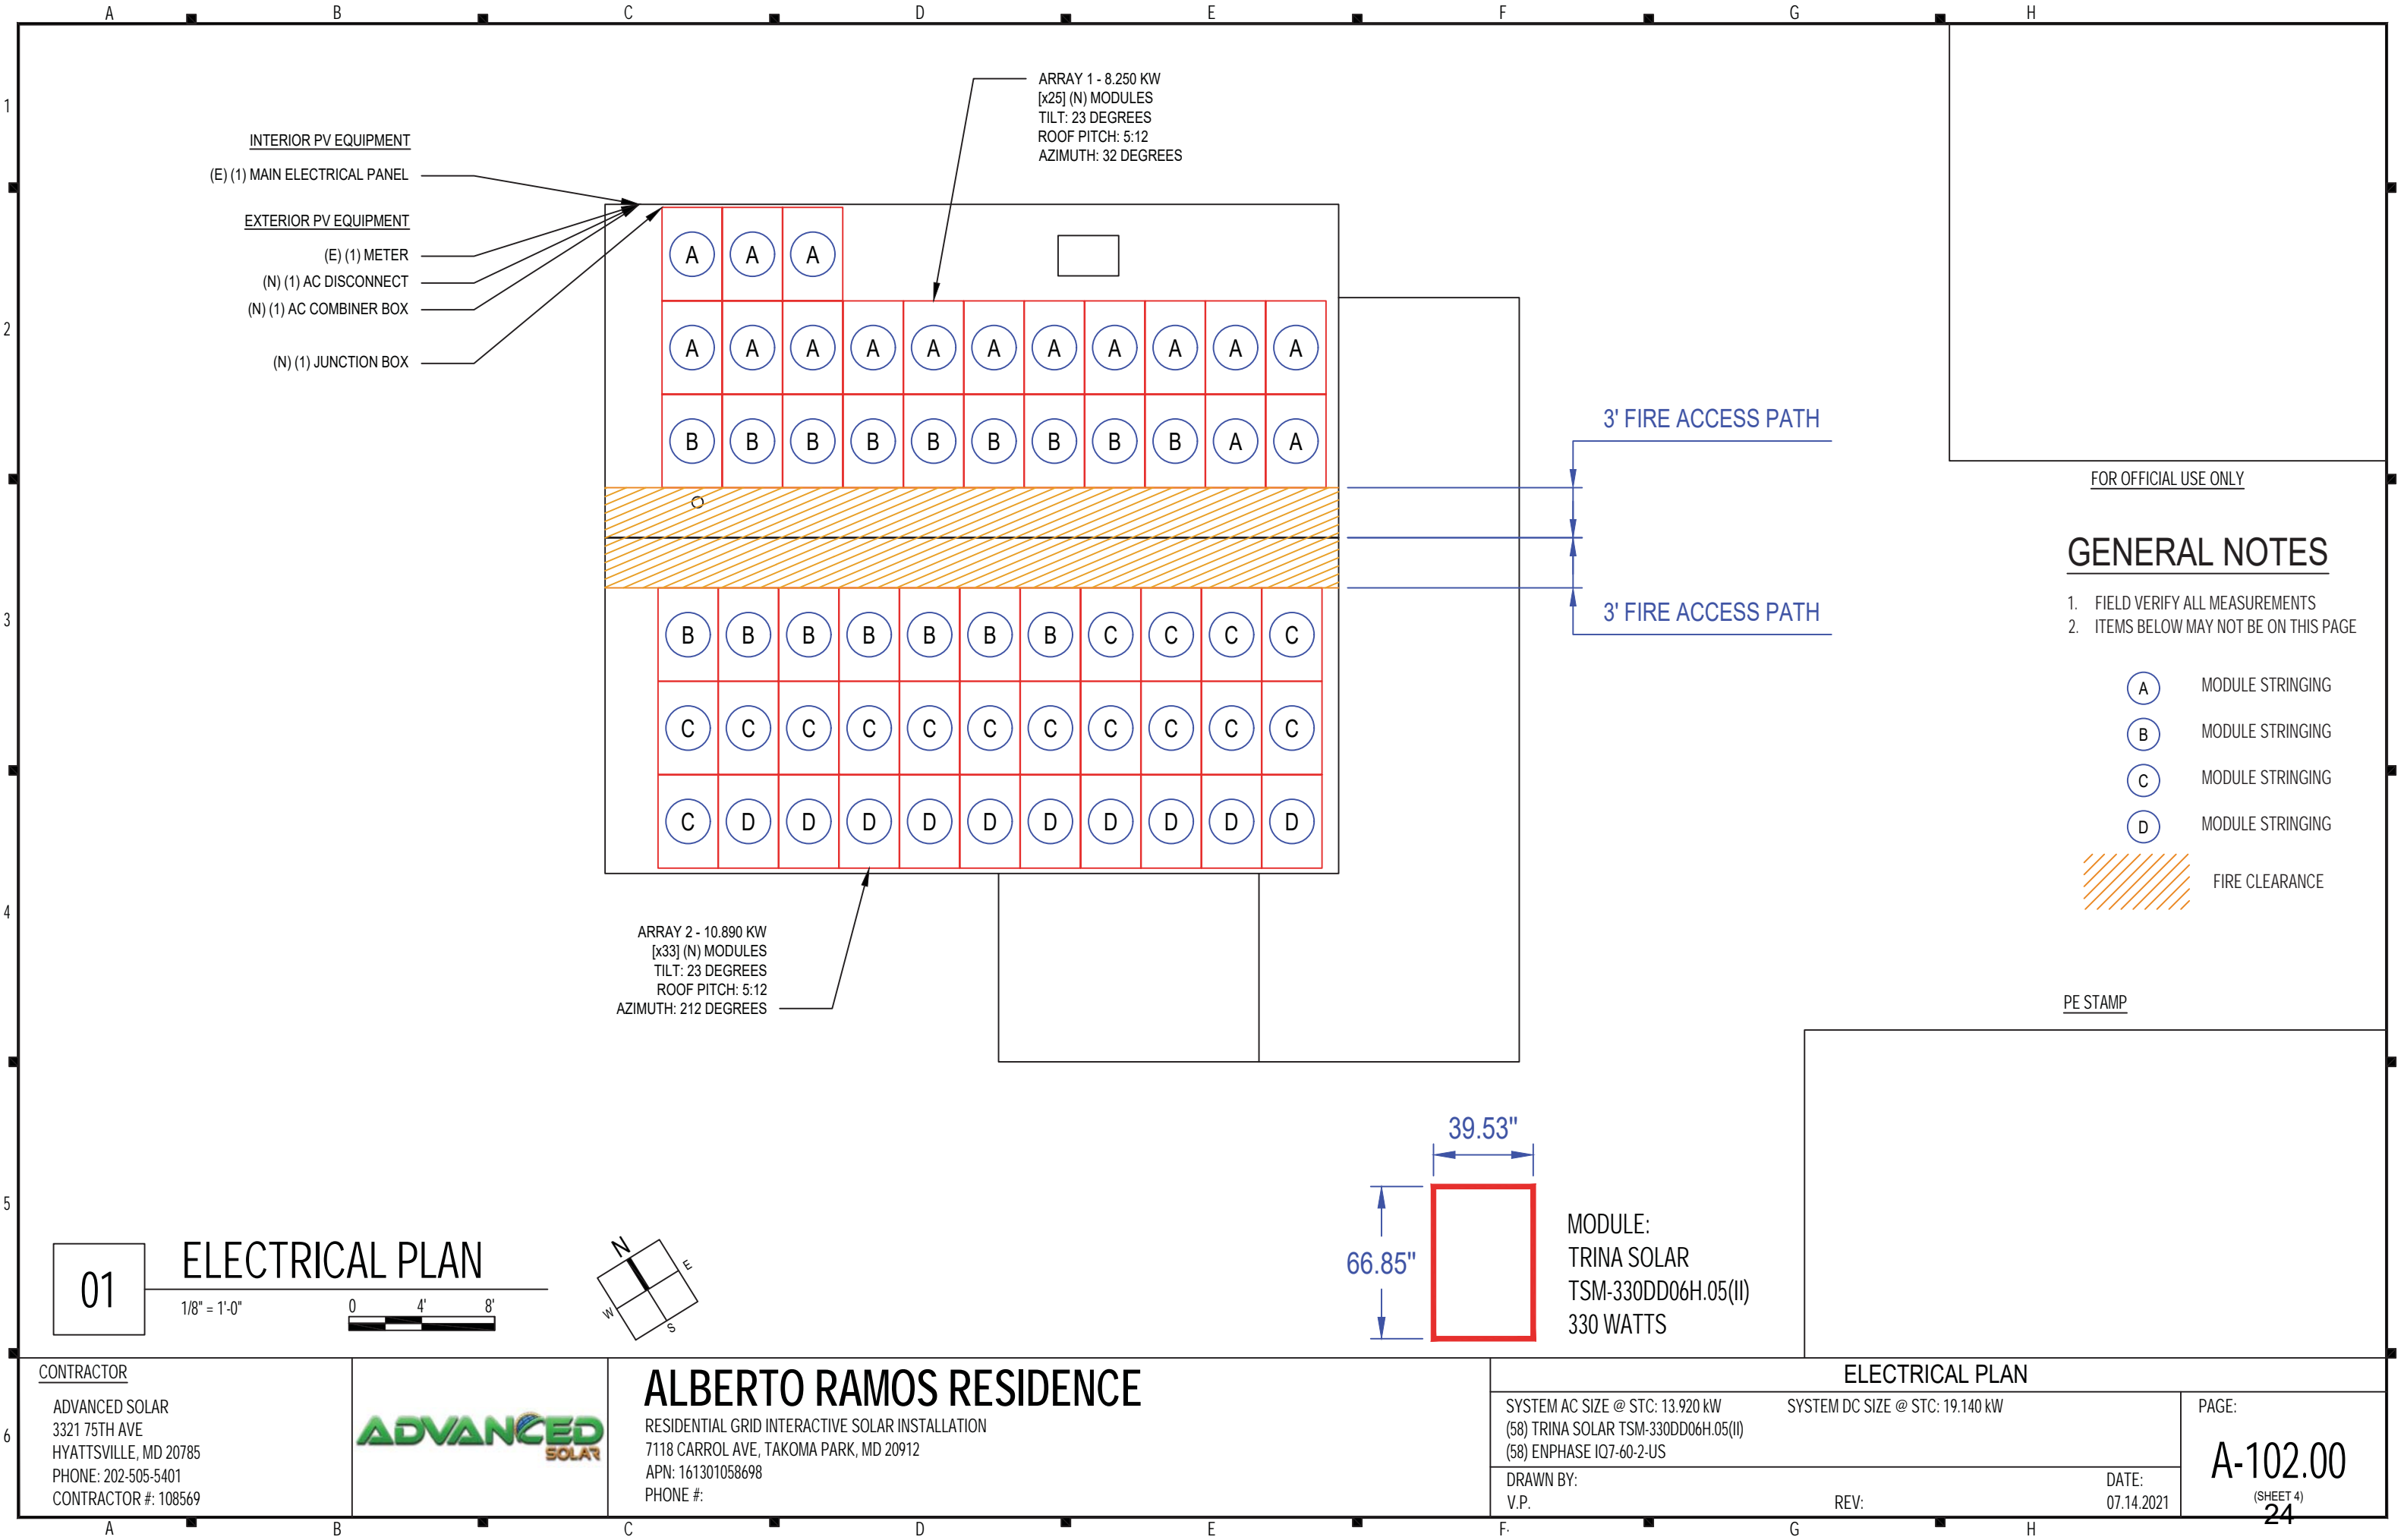 A B C D E F G H
1
2
3
4
5
6
ARRAY 1 - 8.250 KW
[x25] (N) MODULES
TILT: 23 DEGREES
ROOF PITCH: 5:12
AZIMUTH: 32 DEGREES
INTERIOR PV EQUIPMENT
(E) (1) MAIN ELECTRICAL PANEL
EXTERIOR PV EQUIPMENT
(E) (1) METER
(N) (1) AC DISCONNECT
(N) (1) AC COMBINER BOX
(N) (1) JUNCTION BOX
A A A
A A A A A A A A A A A
B B B B B B B B B A A
3' FIRE ACCESS PATH
3' FIRE ACCESS PATH
B B B B B B B C C C C
C C C C C C C C C C C
C D D D D D D D D D D
ARRAY 2 - 10.890 KW
[x33] (N) MODULES
TILT: 23 DEGREES
ROOF PITCH: 5:12
AZIMUTH: 212 DEGREES
FOR OFFICIAL USE ONLY
GENERAL NOTES
1. FIELD VERIFY ALL MEASUREMENTS
2. ITEMS BELOW MAY NOT BE ON THIS PAGE
A MODULE STRINGING
B MODULE STRINGING
C MODULE STRINGING
D MODULE STRINGING
FIRE CLEARANCE
PE STAMP
39.53"
66.85"
MODULE:
TRINA SOLAR
TSM-330DD06H.05(II)
330 WATTS
01
ELECTRICAL PLAN
1/8" = 1'-0"
0 4' 8'
N
E
W
S
CONTRACTOR
ADVANCED SOLAR
3321 75TH AVE
HYATTSVILLE, MD 20785
PHONE: 202-505-5401
CONTRACTOR #: 108569
ADVANCED
SOLAR
ALBERTO RAMOS RESIDENCE
RESIDENTIAL GRID INTERACTIVE SOLAR INSTALLATION
7118 CARROL AVE, TAKOMA PARK, MD 20912
APN: 161301058698
PHONE #:
ELECTRICAL PLAN
SYSTEM AC SIZE @ STC: 13.920 kW SYSTEM DC SIZE @ STC: 19.140 kW
(58) TRINA SOLAR TSM-330DD06H.05(II)
(58) ENPHASE IQ7-60-2-US
DRAWN BY:
V.P.
REV:
DATE:
07.14.2021
PAGE:
A-102.00
(SHEET 4)
24
A B C D E F. G H